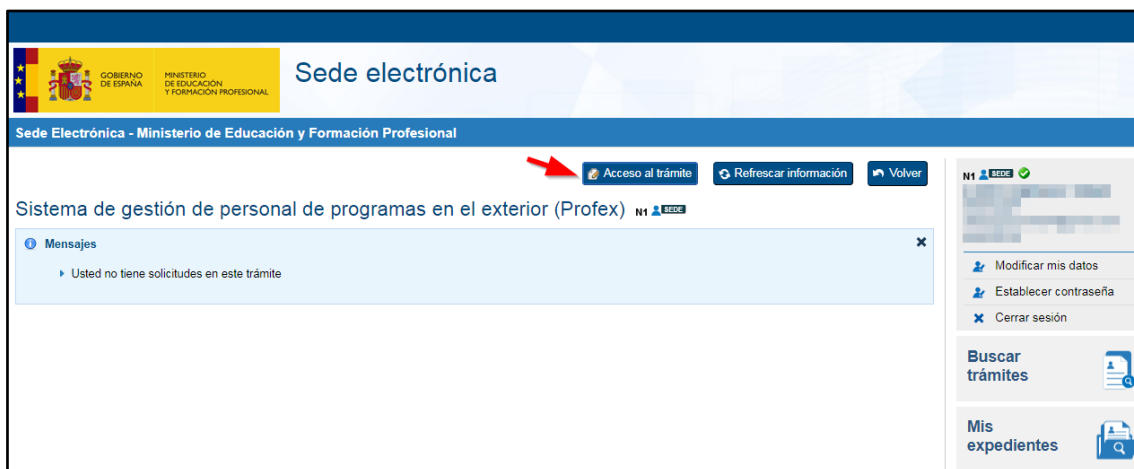 GOBIERNO
DE ESPAÑA
MINISTERIO
DE EDUCACIÓN
Y FORMACIÓN PROFESIONAL
Sede electrónica
Sede Electrónica - Ministerio de Educación y Formación Profesional
Acceso al trámite
Refrescar información
Volver
Sistema de gestión de personal de programas en el exterior (Profex) N1 SEDE
Mensajes
Usted no tiene solicitudes en este trámite
N1 SEDE
Modificar mis datos
Establecer contraseña
Cerrar sesión
Buscar
trámites
Mis
expedientes